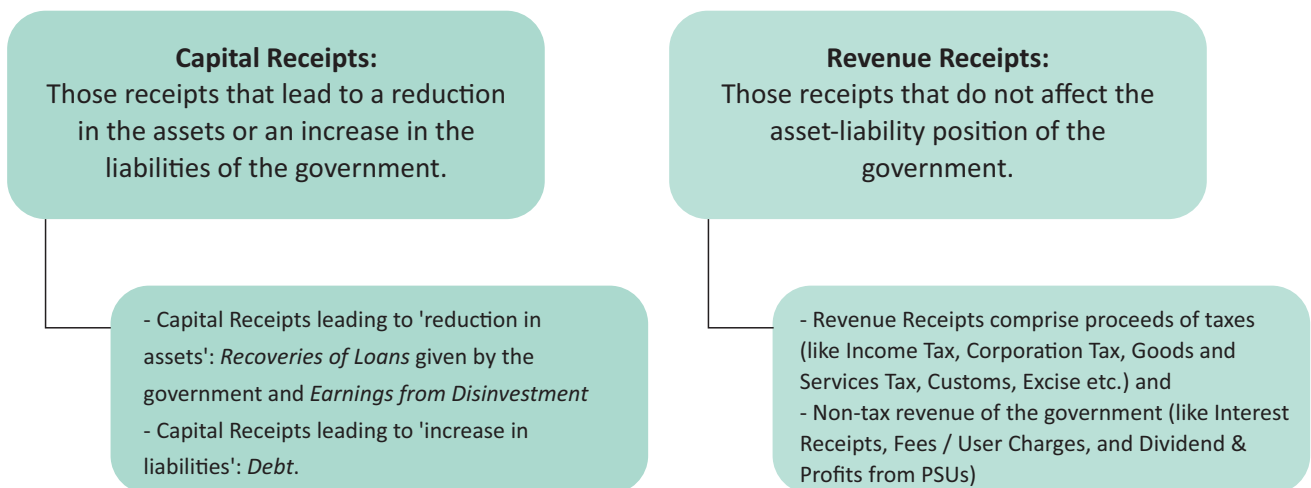 Capital Receipts:
Those receipts that lead to a reduction
in the assets or an increase in the
liabilities of the government.
- Capital Receipts leading to 'reduction in
assets': Recoveries of Loans given by the
government and Earnings from Disinvestment
- Capital Receipts leading to 'increase in
liabilities': Debt.
Revenue Receipts:
Those receipts that do not affect the
asset-liability position of the
government.
- Revenue Receipts comprise proceeds of taxes
(like Income Tax, Corporation Tax, Goods and
Services Tax, Customs, Excise etc.) and
- Non-tax revenue of the government (like Interest
Receipts, Fees / User Charges, and Dividend &
Profits from PSUs)